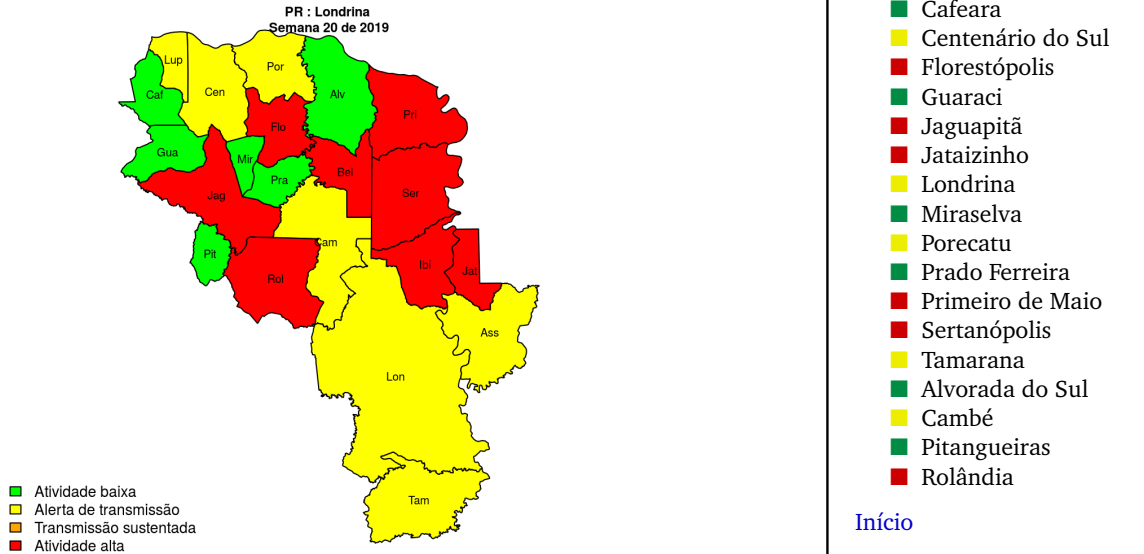 PR : Londrina
Semana 20 de 2019
Lup
Cen
Por
Caf
Alv
Pri
Flo
Gua
Mir
Bel
Pra
Jag
Ser
Cam
Pit
Rol
Ibi
Jat
Ass
Lon
Tam
Atividade baixa
Alerta de transmissão
Transmissão sustentada
Atividade alta
Cafeara
Centenário do Sul
Florestópolis
Guaraci
Jaguapitã
Jataizinho
Londrina
Miraselva
Porecatu
Prado Ferreira
Primeiro de Maio
Sertanópolis
Tamarana
Alvorada do Sul
Cambé
Pitangueiras
Rolândia
Início